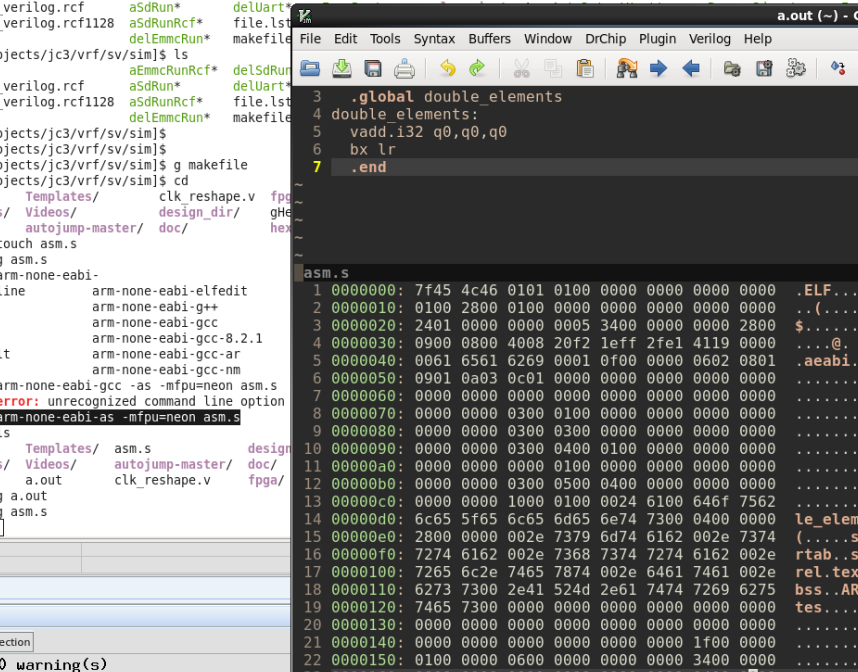 _verilog.rcf aSdRun* delUart*
_verilog.rcf1128 aSdRunRcf* file.lst
delEmmcRun* makefile
ojects/jc3/vrf/sv/sim]$ ls
aEmmcRunRcf* delSdRun
_verilog.rcf aSdRun* delUart*
_verilog.rcf1128 aSdRunRcf* file.lst
delEmmcRun* makefile
ojects/jc3/vrf/sv/sim]$
ojects/jc3/vrf/sv/sim]$
ojects/jc3/vrf/sv/sim]$ g makefile
ojects/jc3/vrf/sv/sim]$ cd
Templates/ clk_reshape.v fpg
s/ Videos/ design_dir/ gHe
autojump-master/ doc/ hex
touch asm.s
g asm.s
arm-none-eabi-
line arm-none-eabi-elfedit
arm-none-eabi-g++
arm-none-eabi-gcc
arm-none-eabi-gcc-8.2.1
lt arm-none-eabi-gcc-ar
arm-none-eabi-gcc-nm
arm-none-eabi-gcc -as -mfpu=neon asm.s
error: unrecognized command line option
arm-none-eabi-as -mfpu=neon asm.s
ls
Templates/ asm.s design
s/ Videos/ autojump-master/ doc/
a.out clk_reshape.v fpga/
g a.out
g asm.s
ection
0 warning(s)
a.out (~) - G
File Edit Tools Syntax Buffers Window DrChip Plugin Verilog Help
3 .global double_elements
4 double_elements:
5 vadd.i32 q0,q0,q0
6 bx lr
7 .end
~
~
~
~
~
asm.s
1 0000000: 7f45 4c46 0101 0100 0000 0000 0000 0000 .ELF...
2 0000010: 0100 2800 0100 0000 0000 0000 0000 0000 ..(....
3 0000020: 2401 0000 0000 0005 3400 0000 0000 2800 $......
4 0000030: 0900 0800 4008 20f2 1eff 2fe1 4119 0000 ....@.
5 0000040: 0061 6561 6269 0001 0f00 0000 0602 0801 .aeabi.
6 0000050: 0901 0a03 0c01 0000 0000 0000 0000 0000 .......
7 0000060: 0000 0000 0000 0000 0000 0000 0000 0000 .......
8 0000070: 0000 0000 0300 0100 0000 0000 0000 0000 .......
9 0000080: 0000 0000 0300 0300 0000 0000 0000 0000 .......
10 0000090: 0000 0000 0300 0400 0100 0000 0000 0000 .......
11 00000a0: 0000 0000 0000 0100 0000 0000 0000 0000 .......
12 00000b0: 0000 0000 0300 0500 0400 0000 0000 0000 .......
13 00000c0: 0000 0000 1000 0100 0024 6100 646f 7562 .......
14 00000d0: 6c65 5f65 6c65 6d65 6e74 7300 0400 0000 le_elem
15 00000e0: 2800 0000 002e 7379 6d74 6162 002e 7374 (.....s
16 00000f0: 7274 6162 002e 7368 7374 7274 6162 002e rtab..s
17 0000100: 7265 6c2e 7465 7874 002e 6461 7461 002e rel.tex
18 0000110: 6273 7300 2e41 524d 2e61 7474 7269 6275 bss..AR
19 0000120: 7465 7300 0000 0000 0000 0000 0000 0000 tes....
20 0000130: 0000 0000 0000 0000 0000 0000 0000 0000 .......
21 0000140: 0000 0000 0000 0000 0000 0000 1f00 0000 .......
22 0000150: 0100 0000 0600 0000 0000 0000 3400 0000 .......